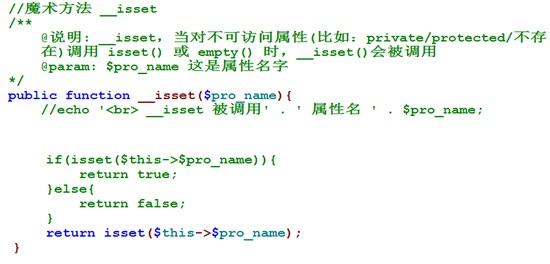 //魔术方法 __isset
/**
@说明: __isset, 当对不可访问属性(比如: private/protected/不存
在)调用 isset() 或 empty() 时, __isset()会被调用
@param: $pro_name 这是属性名字
*/
public function __isset($pro_name){
//echo '<br> __isset 被调用' . ' 属性名 ' . $pro_name;
if(isset($this->$pro_name)){
return true;
}else{
return false;
}
return isset($this->$pro_name);
}